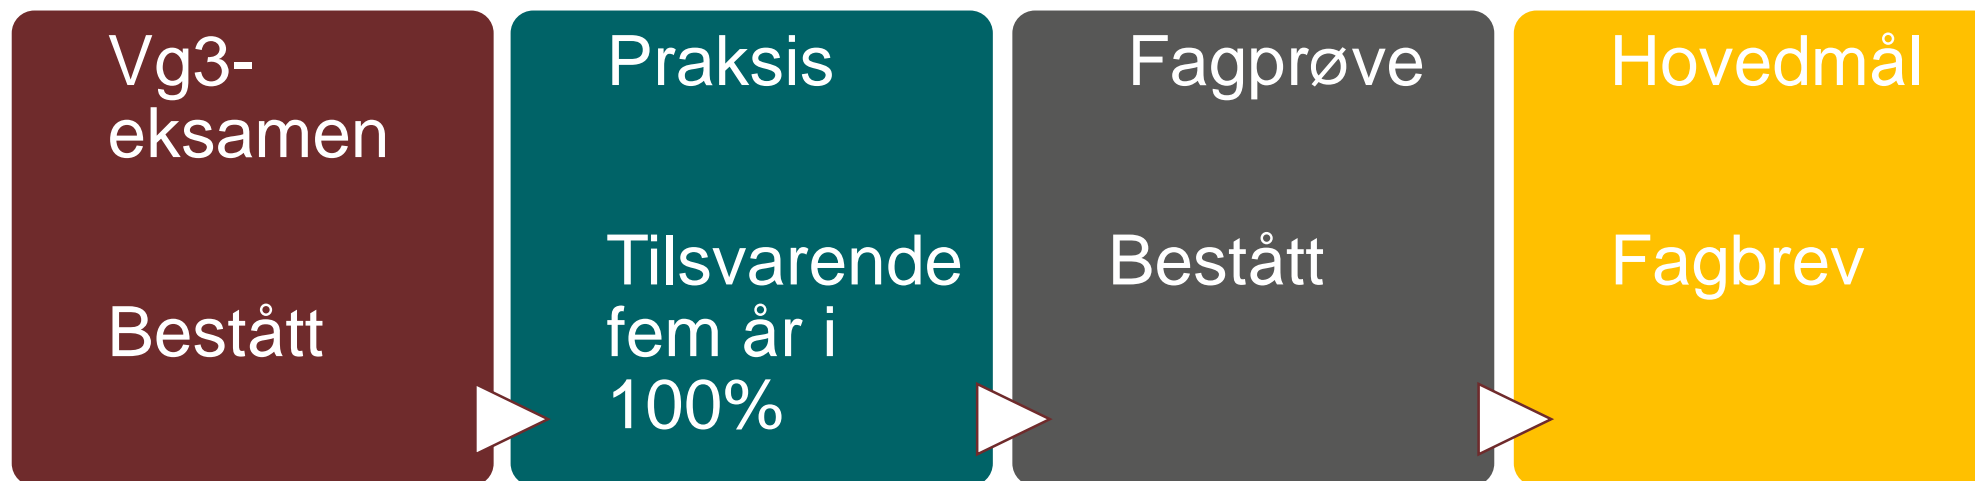 Vg3-
eksamen
Bestått
Praksis
Tilsvarende
fem år i
100%
Fagprøve
Bestått
Hovedmål
Fagbrev